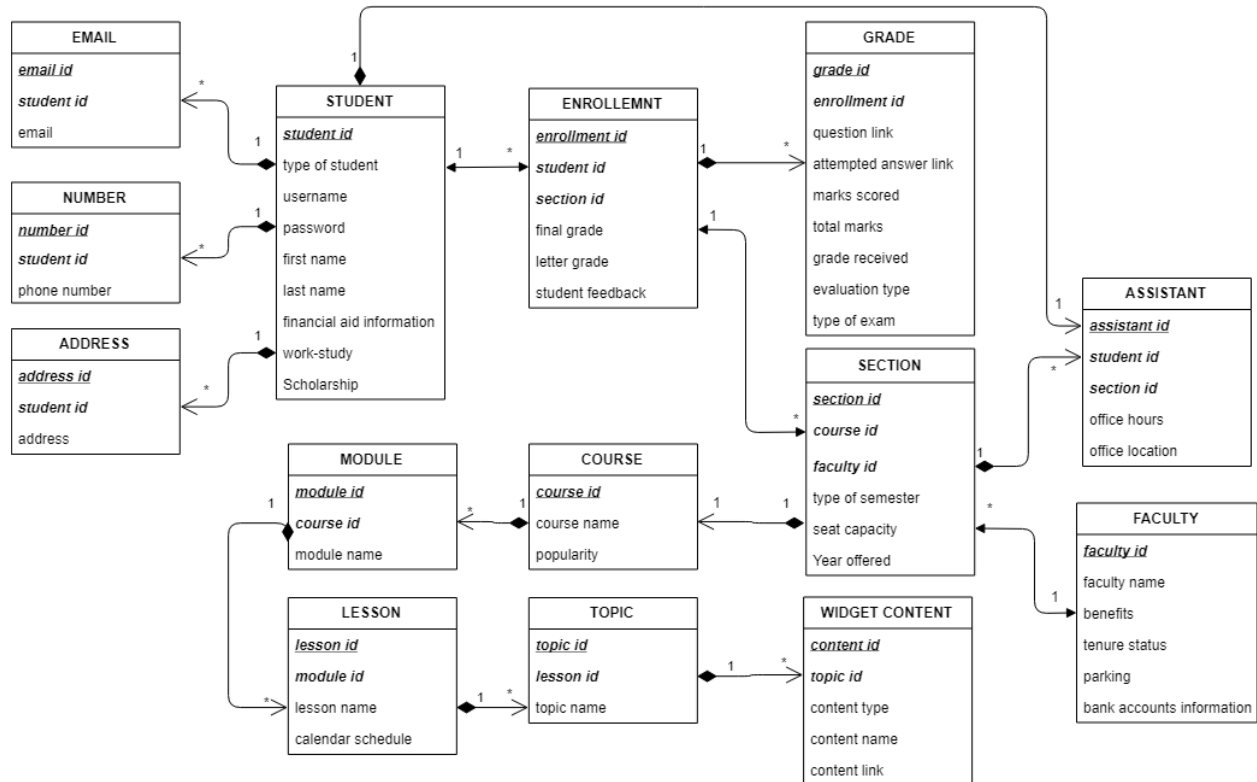 EMAIL
email id
student id
email
NUMBER
number id
student id
phone number
ADDRESS
address id
student id
address
STUDENT
student id
type of student
username
password
first name
last name
financial aid information
work-study
Scholarship
ENROLLEMNT
enrollment id
student id
section id
final grade
letter grade
student feedback
GRADE
grade id
enrollment id
question link
attempted answer link
marks scored
total marks
grade received
evaluation type
type of exam
ASSISTANT
assistant id
student id
section id
office hours
office location
SECTION
section id
course id
faculty id
type of semester
seat capacity
Year offered
MODULE
module id
course id
module name
COURSE
course id
course name
popularity
FACULTY
faculty id
faculty name
benefits
tenure status
parking
bank accounts information
LESSON
lesson id
module id
lesson name
calendar schedule
TOPIC
topic id
lesson id
topic name
WIDGET CONTENT
content id
topic id
content type
content name
content link
1
*
1
*
1
*
1
1
1
*
1
*
1
*
1
*
1
1
1
*
*
1
1
*
1
*
1
*